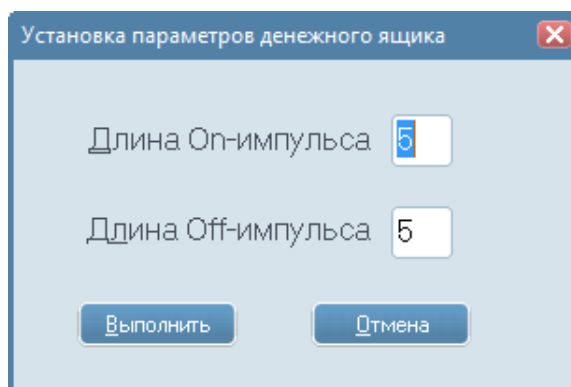 Установка параметров денежного ящика
Длина On-импульса 5
Длина Off-импульса 5
Выполнить Отмена